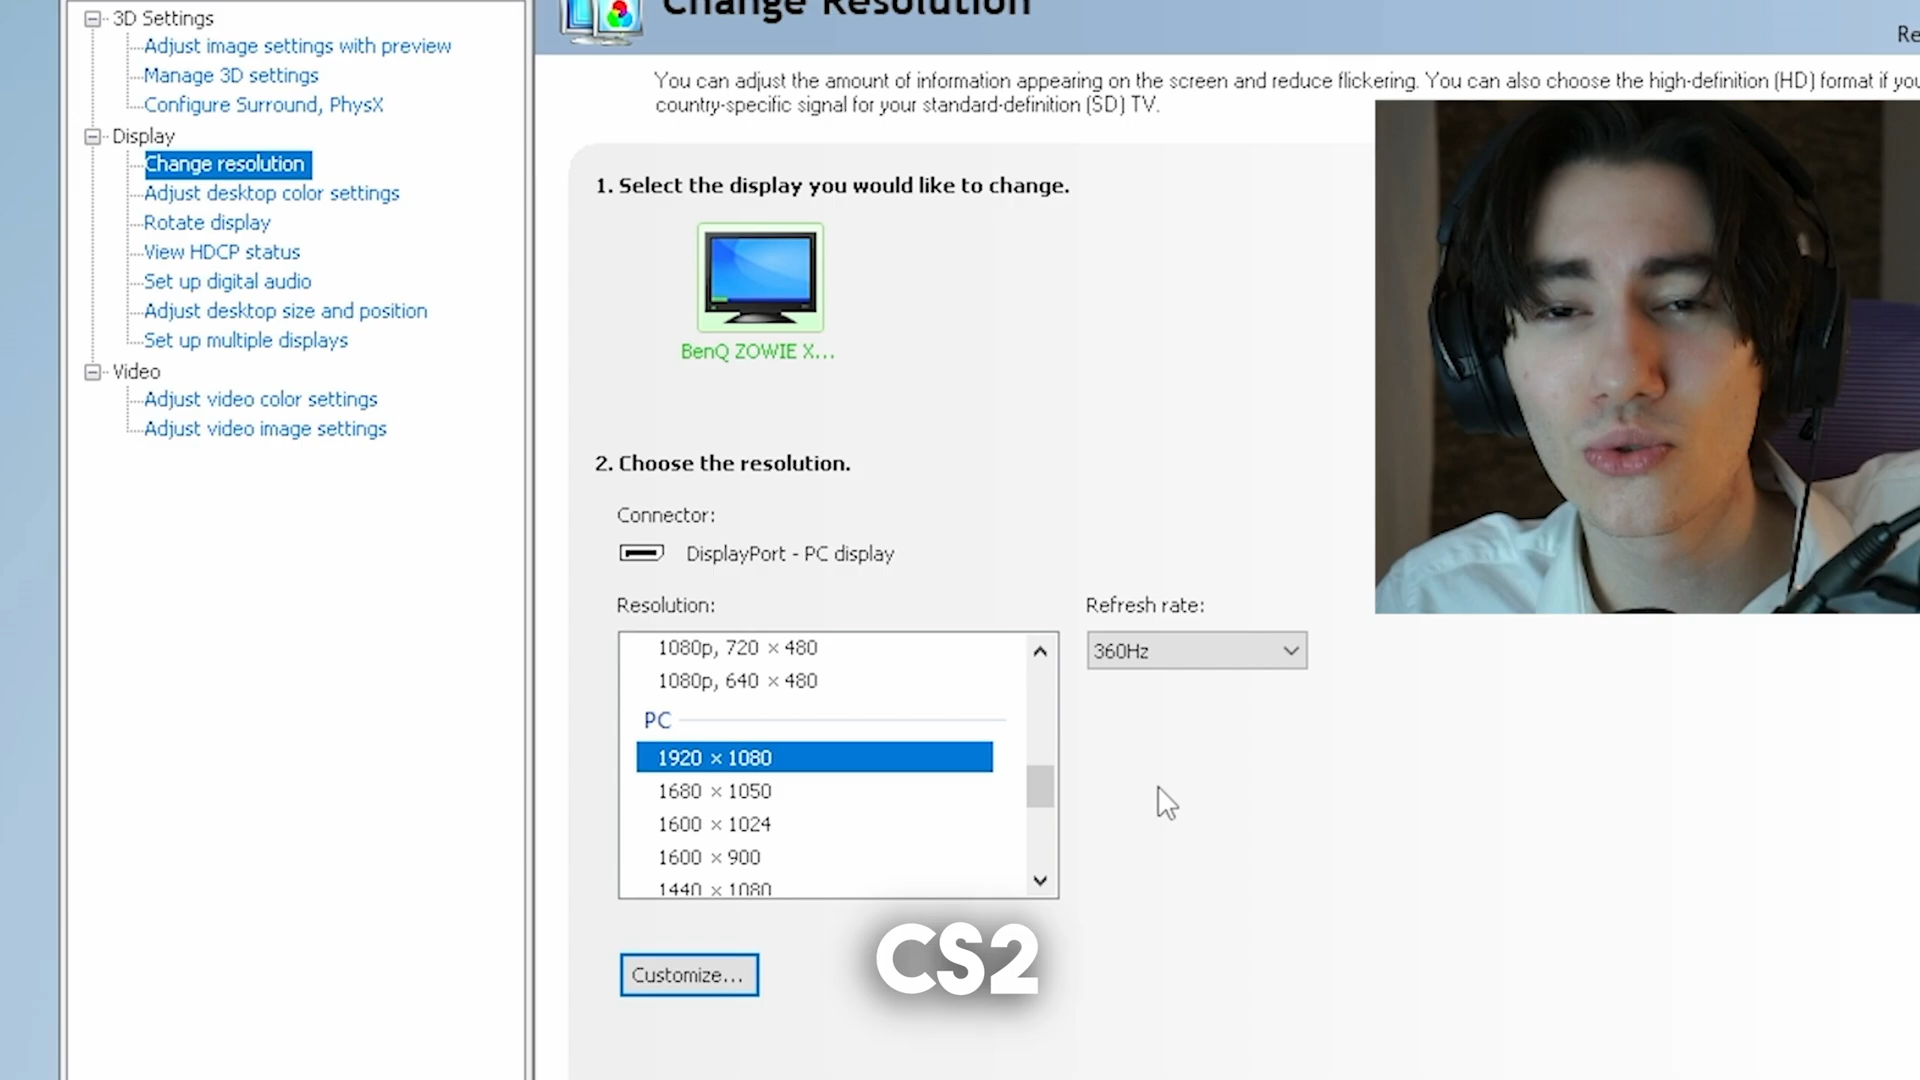 3D Settings
Adjust image settings with preview
Manage 3D settings
Configure Surround, PhysX
Display
Change resolution
Adjust desktop color settings
Rotate display
View HDCP status
Set up digital audio
Adjust desktop size and position
Set up multiple displays
Video
Adjust video color settings
Adjust video image settings
Change Resolution
Re
You can adjust the amount of information appearing on the screen and reduce flickering. You can also choose the high-definition (HD) format if you
country-specific signal for your standard-definition (SD) TV.
1. Select the display you would like to change.
BenQ ZOWIE X...
2. Choose the resolution.
Connector:
DisplayPort - PC display
Resolution:
Refresh rate:
1080p, 720 × 480
360Hz
1080p, 640 × 480
PC
1920 × 1080
1680 × 1050
1600 × 1024
1600 × 900
1440 × 1080
CS2
Customize...